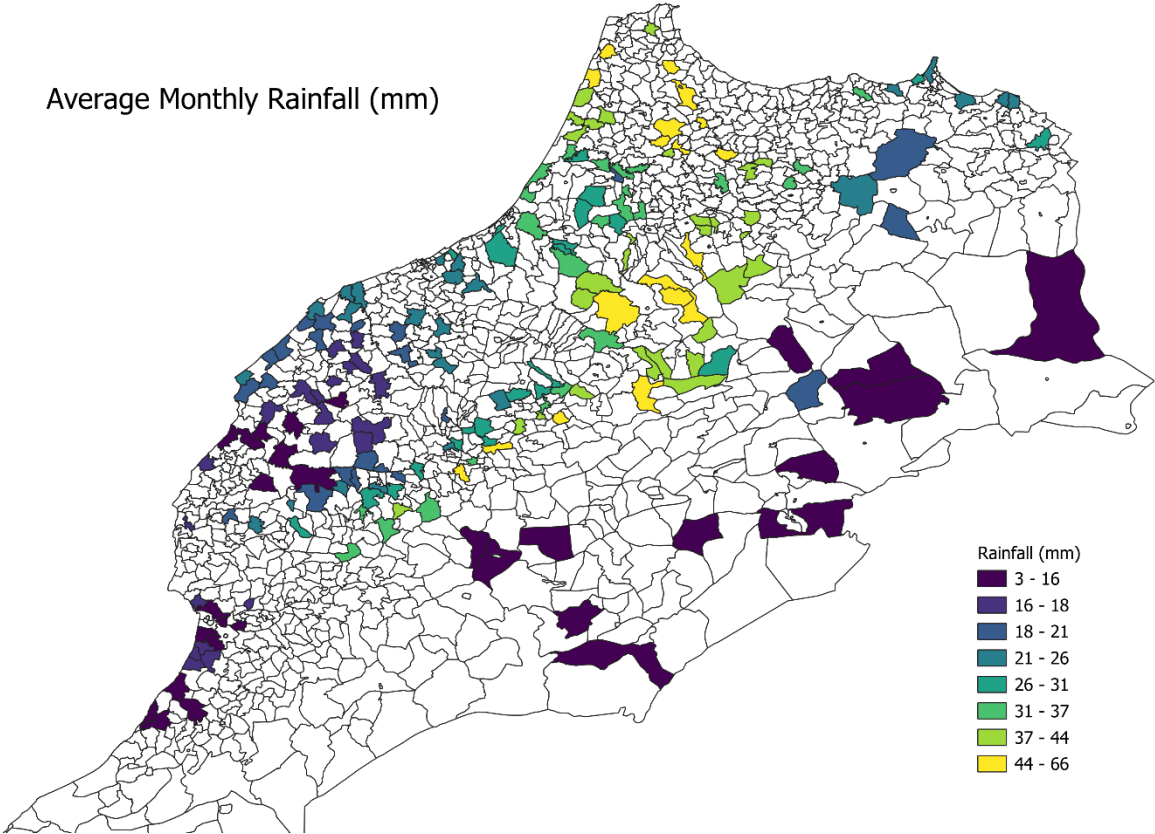 Average Monthly Rainfall (mm)
Rainfall (mm)
3 - 16
16 - 18
18 - 21
21 - 26
26 - 31
31 - 37
37 - 44
44 - 66